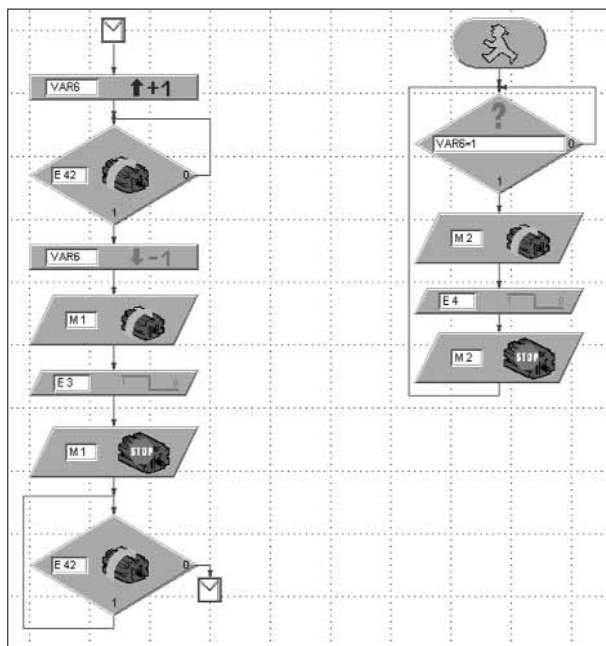 VAR6 +1
E 42 0
1
VAR6 -1
M 1
E 3
M 1 STOP
E 42 0
1
?
VAR6=1 0
1
M 2
E 4
M 2 STOP